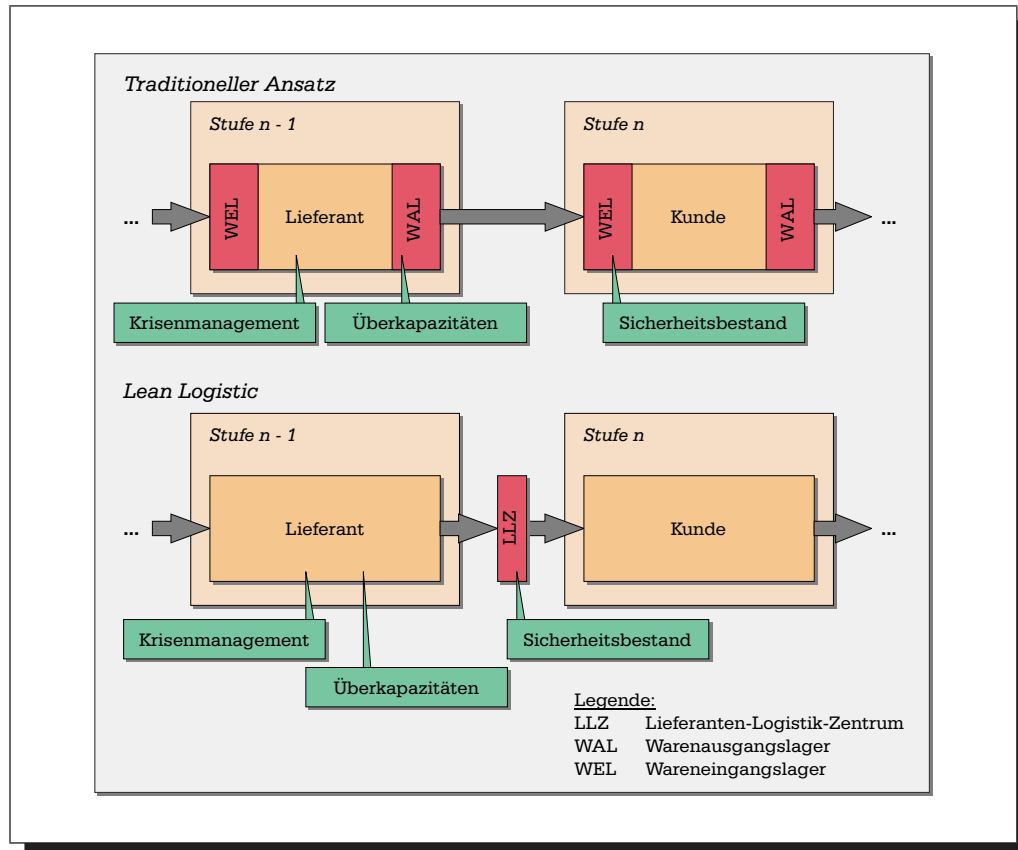 Traditioneller Ansatz
Stufe n - 1
Stufe n
...
WEL
Lieferant
WAL
WEL
Kunde
WAL
...
Krisenmanagement
Überkapazitäten
Sicherheitsbestand
Lean Logistic
Stufe n - 1
Stufe n
...
Lieferant
LLZ
Kunde
...
Krisenmanagement
Sicherheitsbestand
Überkapazitäten
Legende:
LLZ Lieferanten-Logistik-Zentrum
WAL Warenausgangslager
WEL Wareneingangslager